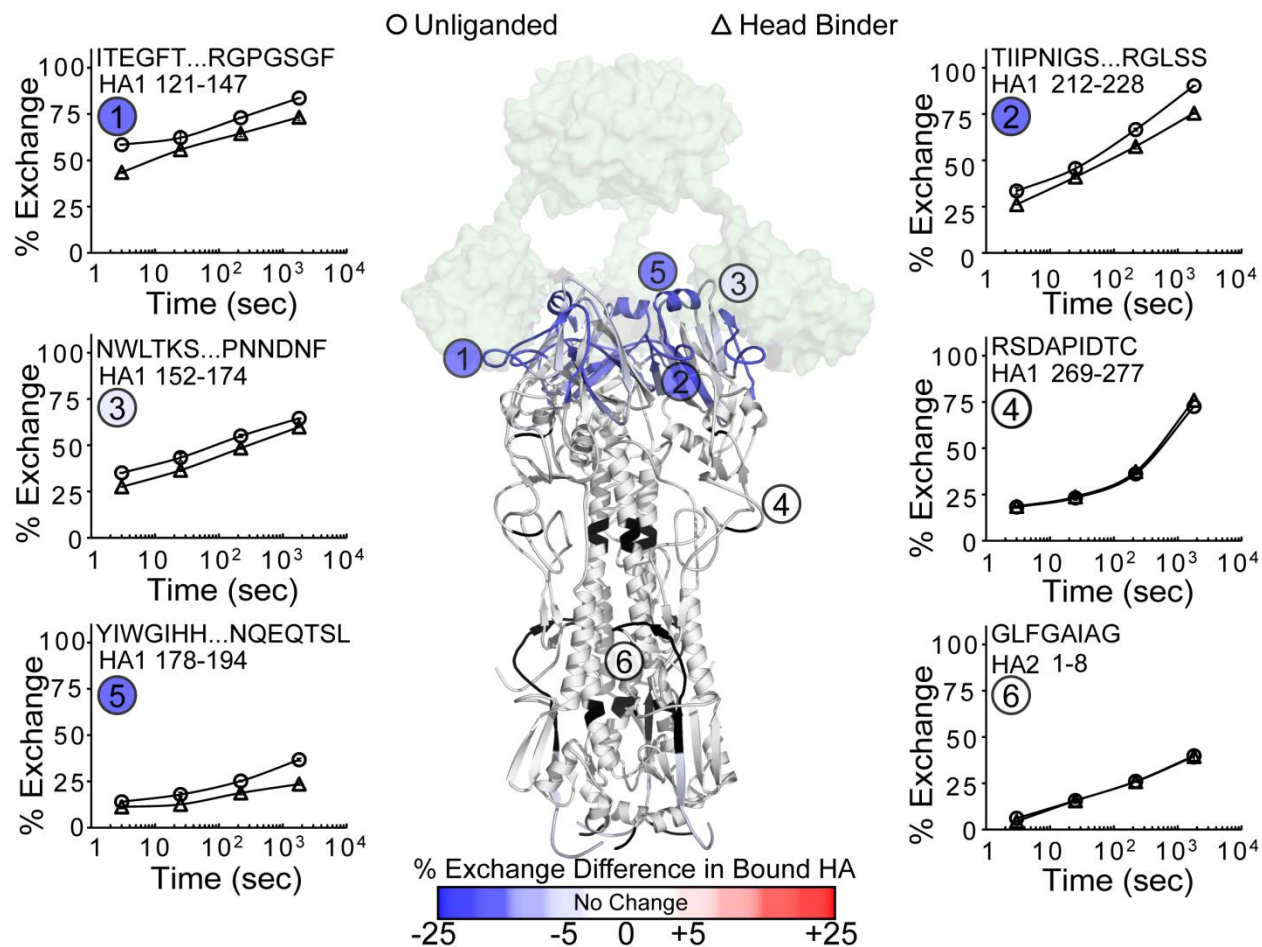 ○ Unliganded △ Head Binder
ITEGFT...RGPGSGF
HA1 121-147
1
% Exchange
100
75
50
25
0
1 10 10² 10³ 10⁴
Time (sec)
TIIPNIGS...RGLSS
HA1 212-228
2
% Exchange
100
75
50
25
0
1 10 10² 10³ 10⁴
Time (sec)
NWLTKS...PNNDNF
HA1 152-174
3
% Exchange
100
75
50
25
0
1 10 10² 10³ 10⁴
Time (sec)
RSDAPIDTC
HA1 269-277
4
% Exchange
100
75
50
25
0
1 10 10² 10³ 10⁴
Time (sec)
YIWGIHH...NQEQTSL
HA1 178-194
5
% Exchange
100
75
50
25
0
1 10 10² 10³ 10⁴
Time (sec)
GLFGAIAG
HA2 1-8
6
% Exchange
100
75
50
25
0
1 10 10² 10³ 10⁴
Time (sec)
5
3
1
2
4
6
% Exchange Difference in Bound HA
No Change
-25 -5 0 +5 +25